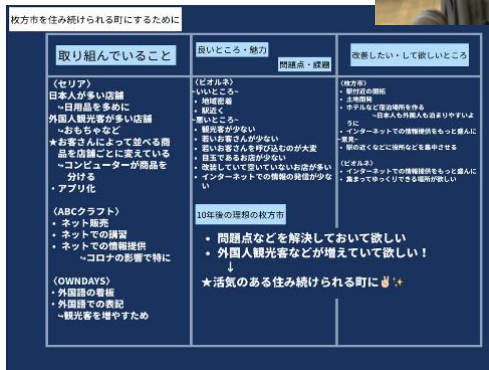 枚方市を住み続けられる町にするために
取り組んでいること
〈セリア〉
日本人が多い店舗
↪日用品を多めに
外国人観光客が多い店舗
↪おもちゃなど
★お客さんによって並べる商
品を店舗ごとに変えている
↪コンピューターが商品を
分ける
・アプリ化
〈ABCクラフト〉
・ネット販売
・ネットでの講習
・ネットでの情報提供
↪コロナの影響で特に
〈OWNDAYS〉
・外国語の看板
・外国語での表記
↪観光客を増やすため
良いところ・魅力
問題点・課題
〈ビオルネ〉
~いいところ~
・地域密着
・駅近く
~悪いところ~
・観光客が少ない
・若いお客さんが少ない
・若いお客さんを呼び込むのが大変
・目玉であるお店が少ない
・改装していて空いていないお店が多い
・インターネットでの情報の発信が少な
い
改善したい・して欲しいところ
〈枚方市〉
・駅付近の開拓
・土地開発
・ホテルなど宿泊場所を作る
→日本人も外国人も泊まりやすいよ
うに
・インターネットでの情報提供をもっと盛んに
~意見~
・駅の近くなどに役所などを集中させる
〈ビオルネ〉
・インターネットでの情報提供をもっと盛んに
・集まってゆっくりできる場所が欲しい
10年後の理想の枚方市
・問題点などを解決しておいて欲しい
・外国人観光客などが増えていて欲しい！
↓
★活気のある住み続けられる町に✌✨